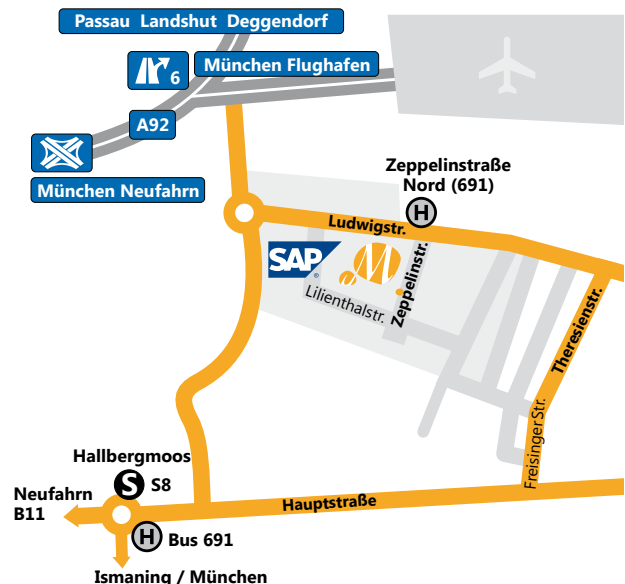 Passau Landshut Deggendorf
6
München Flughafen
A92
München Neufahrn
Zeppelinstraße
Nord (691)
H
Ludwigstr.
SAP
®
M
Zeppelinstr.
Lilienthalstr.
Theresienstr.
Freisinger Str.
Hallbergmoos
S
S8
Neufahrn
B11
Hauptstraße
H
Bus 691
Ismaning / München